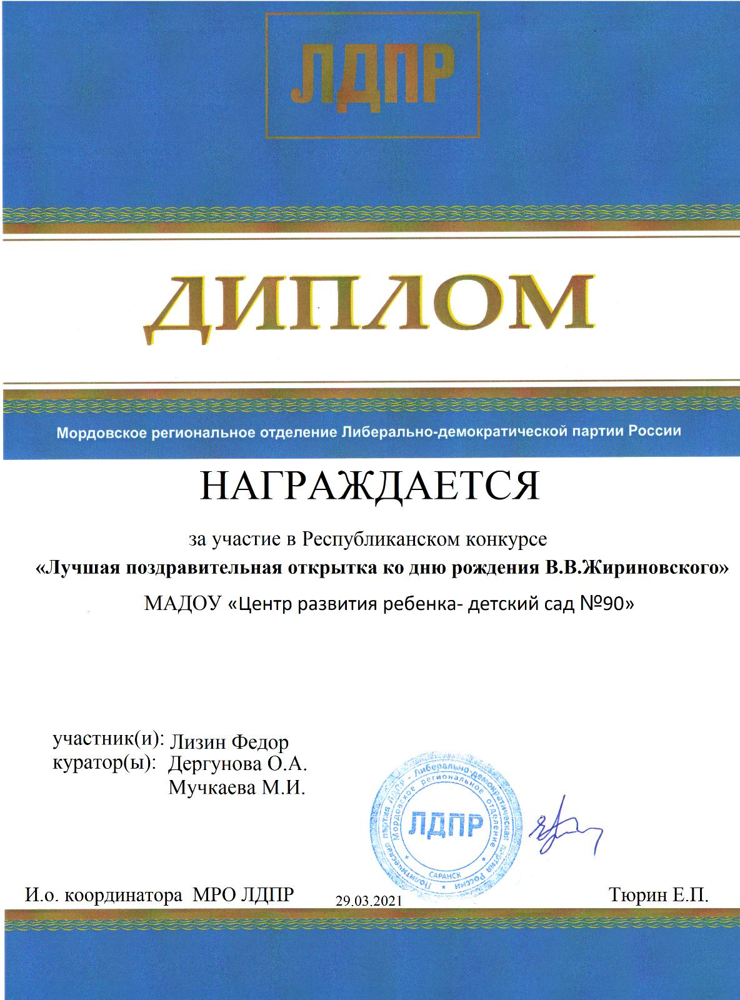 ЛДПР
ДИПЛОМ
Мордовское региональное отделение Либерально-демократической партии России
НАГРАЖДАЕТСЯ
за участие в Республиканском конкурсе
«Лучшая поздравительная открытка ко дню рождения В.В.Жириновского»
МАДОУ «Центр развития ребенка- детский сад №90»
участник(и): Лизин Федор
куратор(ы): Дергунова О.А.
Мучкаева М.И.
Политическая партия ЛДПР - Либерально-демократическая партия России
Мордовское региональное отделение
ЛДПР
САРАНСК
И.о. координатора МРО ЛДПР
29.03.2021
Тюрин Е.П.